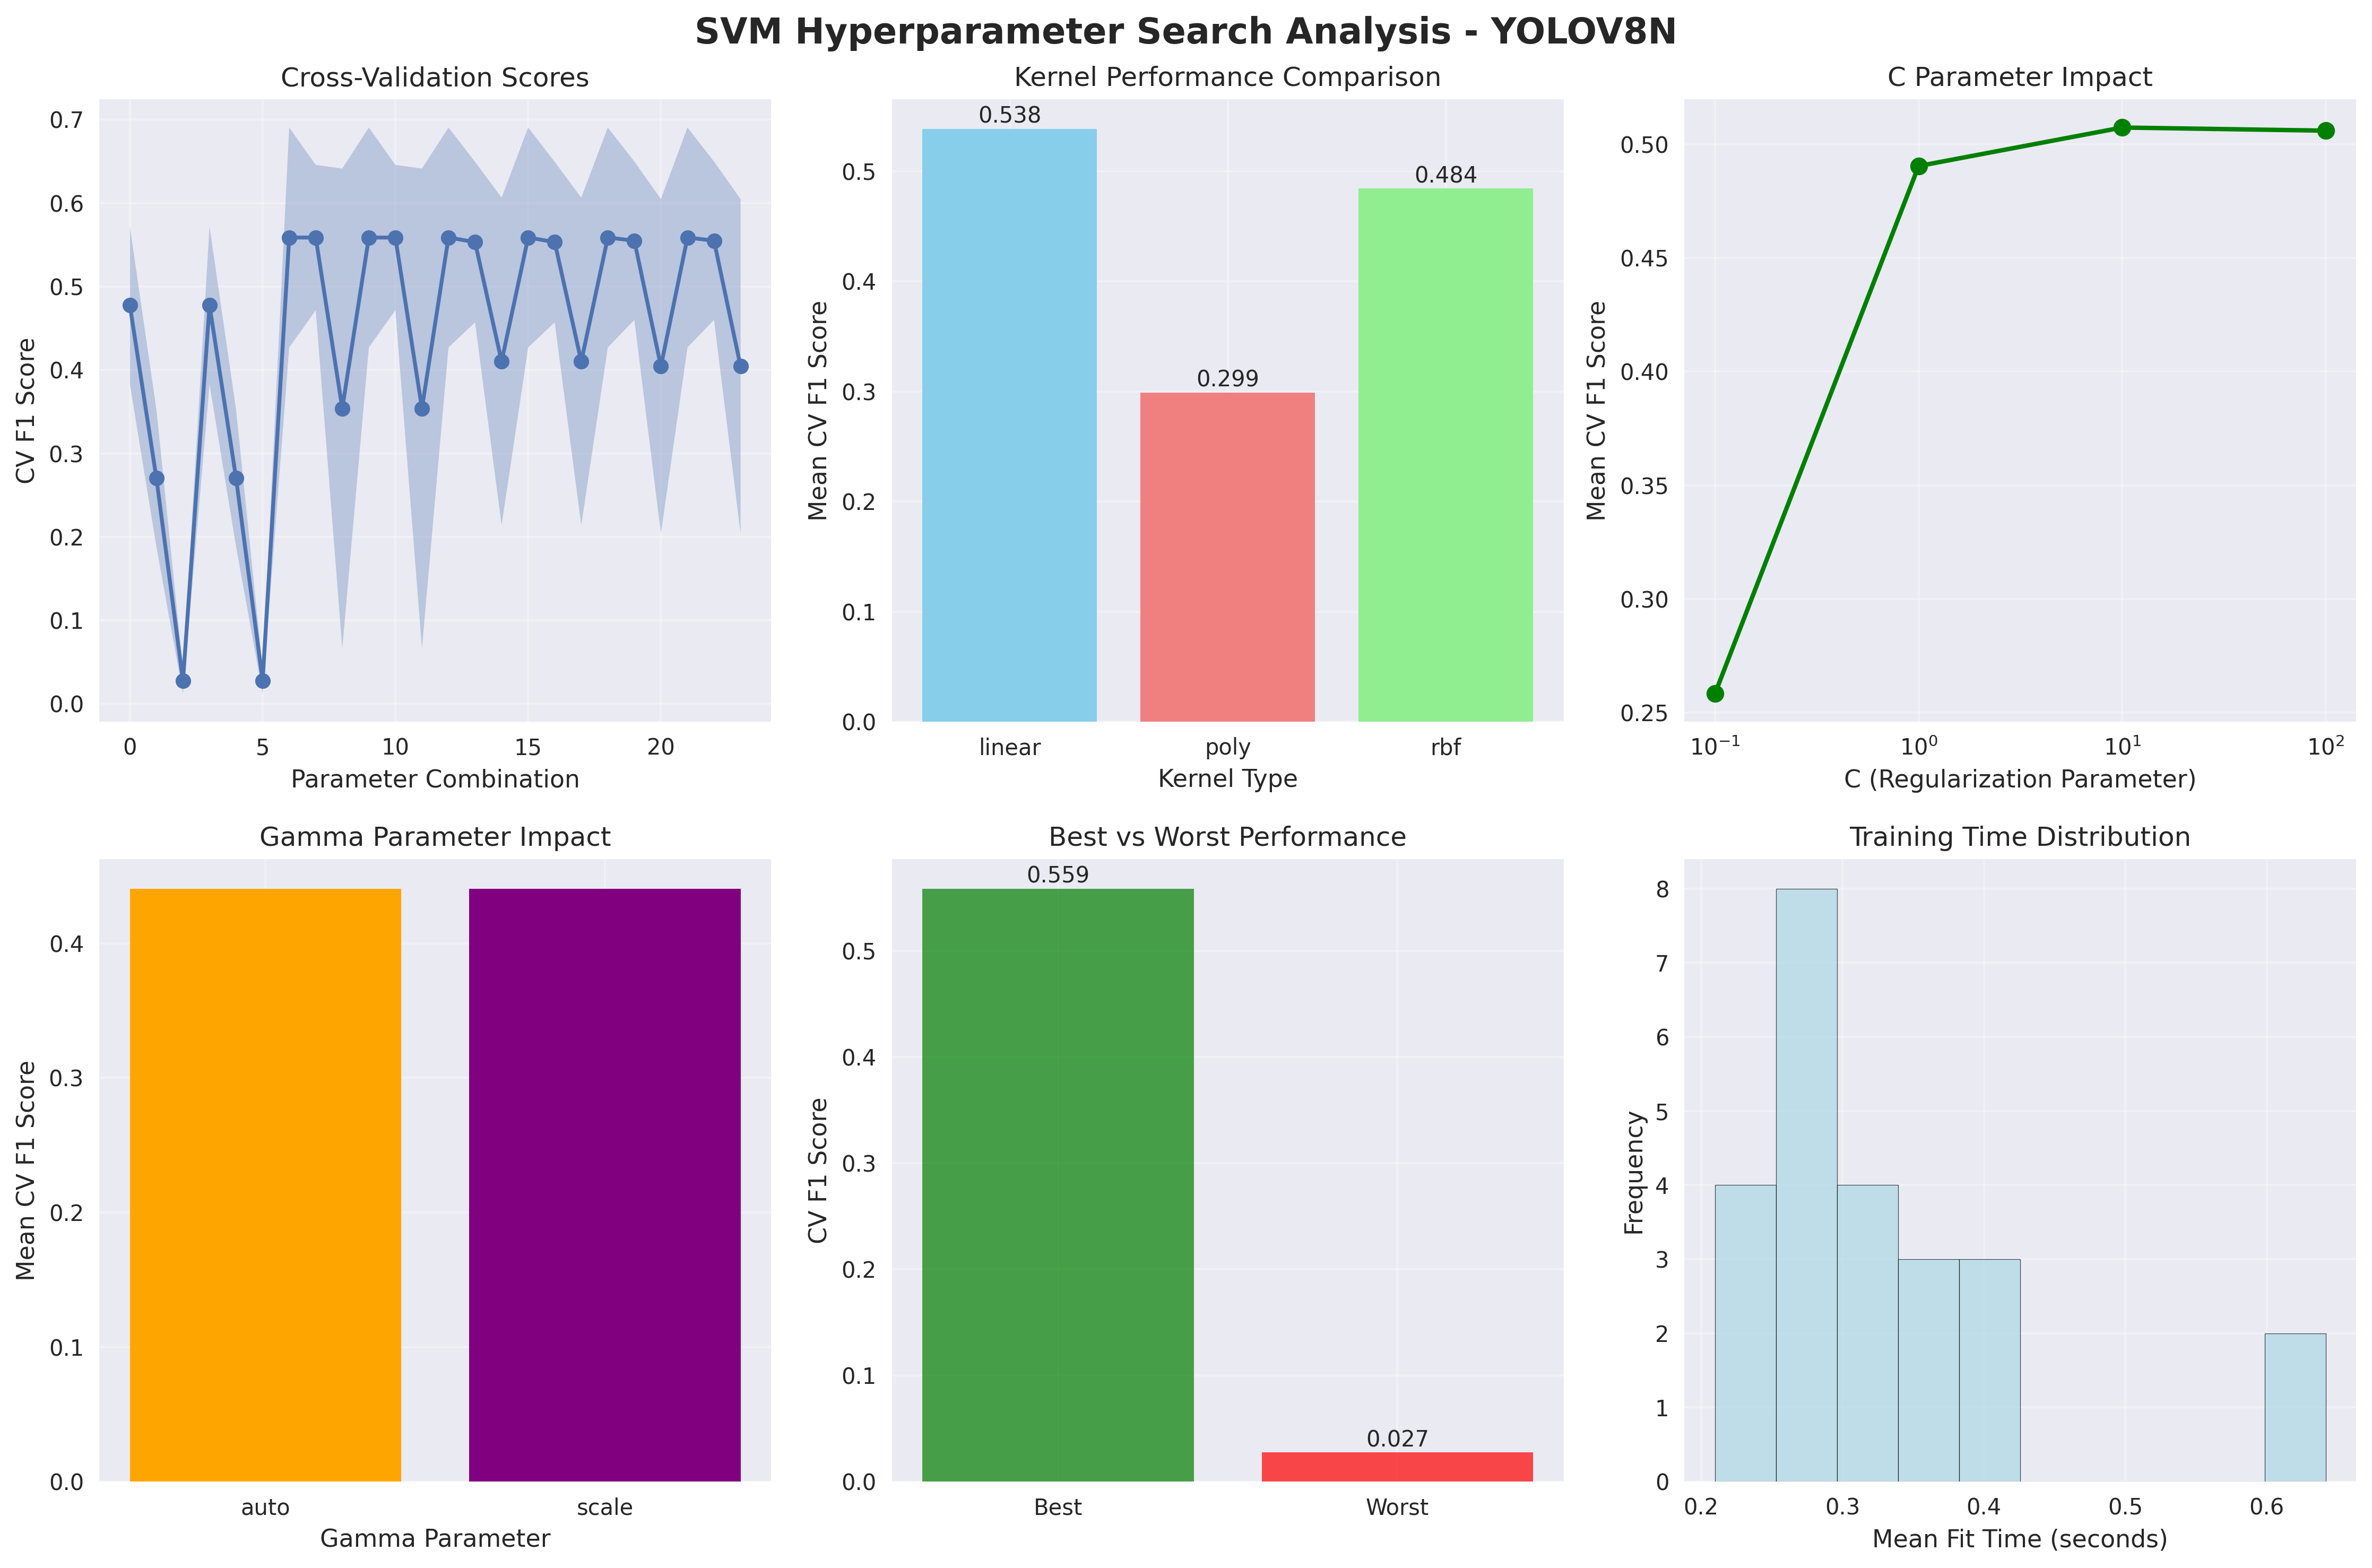 SVM Hyperparameter Search Analysis - YOLOV8N
Cross-Validation Scores
CV F1 Score
0.7
0.6
0.5
0.4
0.3
0.2
0.1
0.0
0 5 10 15 20
Parameter Combination
Kernel Performance Comparison
Mean CV F1 Score
0.5
0.4
0.3
0.2
0.1
0.0
0.538
0.299
0.484
linear poly rbf
Kernel Type
C Parameter Impact
Mean CV F1 Score
0.50
0.45
0.40
0.35
0.30
0.25
10⁻¹ 10⁰ 10¹ 10²
C (Regularization Parameter)
Gamma Parameter Impact
Mean CV F1 Score
0.4
0.3
0.2
0.1
0.0
auto scale
Gamma Parameter
Best vs Worst Performance
CV F1 Score
0.5
0.4
0.3
0.2
0.1
0.0
0.559
0.027
Best Worst
Training Time Distribution
Frequency
8
7
6
5
4
3
2
1
0
0.2 0.3 0.4 0.5 0.6
Mean Fit Time (seconds)